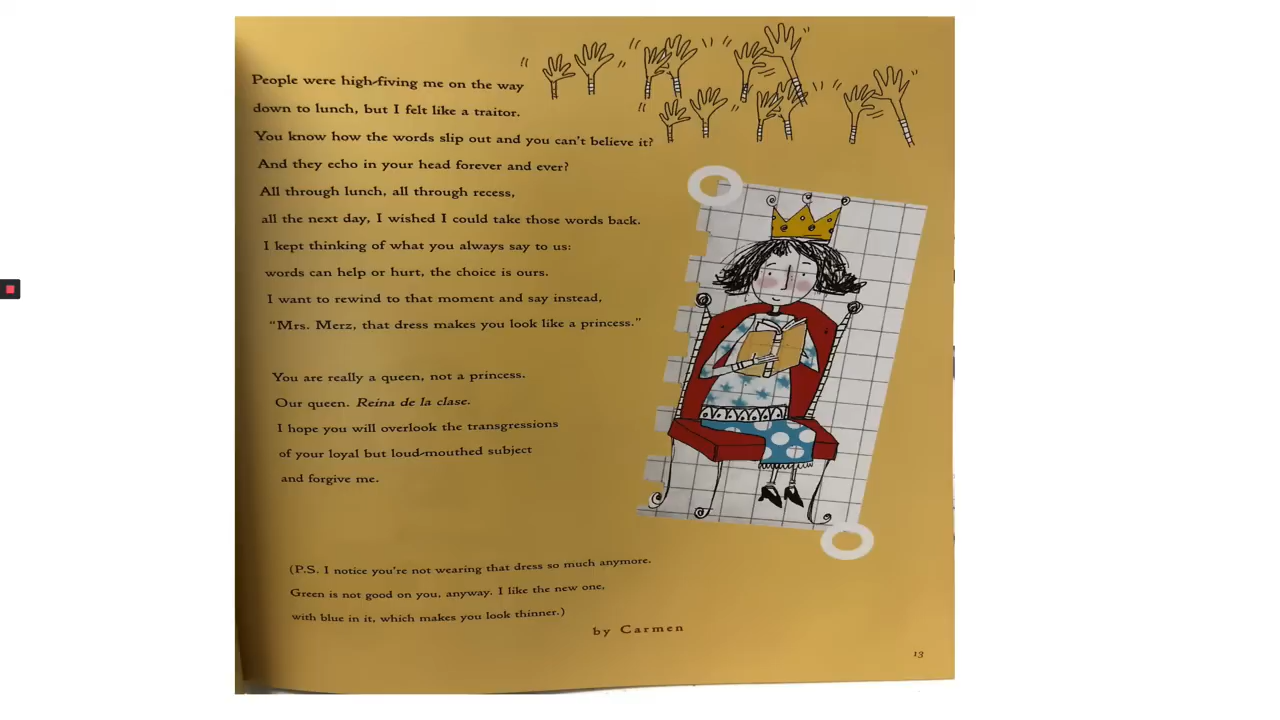 People were high-fiving me on the way
down to lunch, but I felt like a traitor.
You know how the words slip out and you can't believe it?
And they echo in your head forever and ever?
All through lunch, all through recess,
all the next day, I wished I could take those words back.
I kept thinking of what you always say to us:
words can help or hurt, the choice is ours.
I want to rewind to that moment and say instead,
"Mrs. Merz, that dress makes you look like a princess."
You are really a queen, not a princess.
Our queen. Reina de la clase.
I hope you will overlook the transgressions
of your loyal but loud-mouthed subject
and forgive me.
(P.S. I notice you're not wearing that dress so much anymore.
Green is not good on you, anyway. I like the new one,
with blue in it, which makes you look thinner.)
by Carmen
13